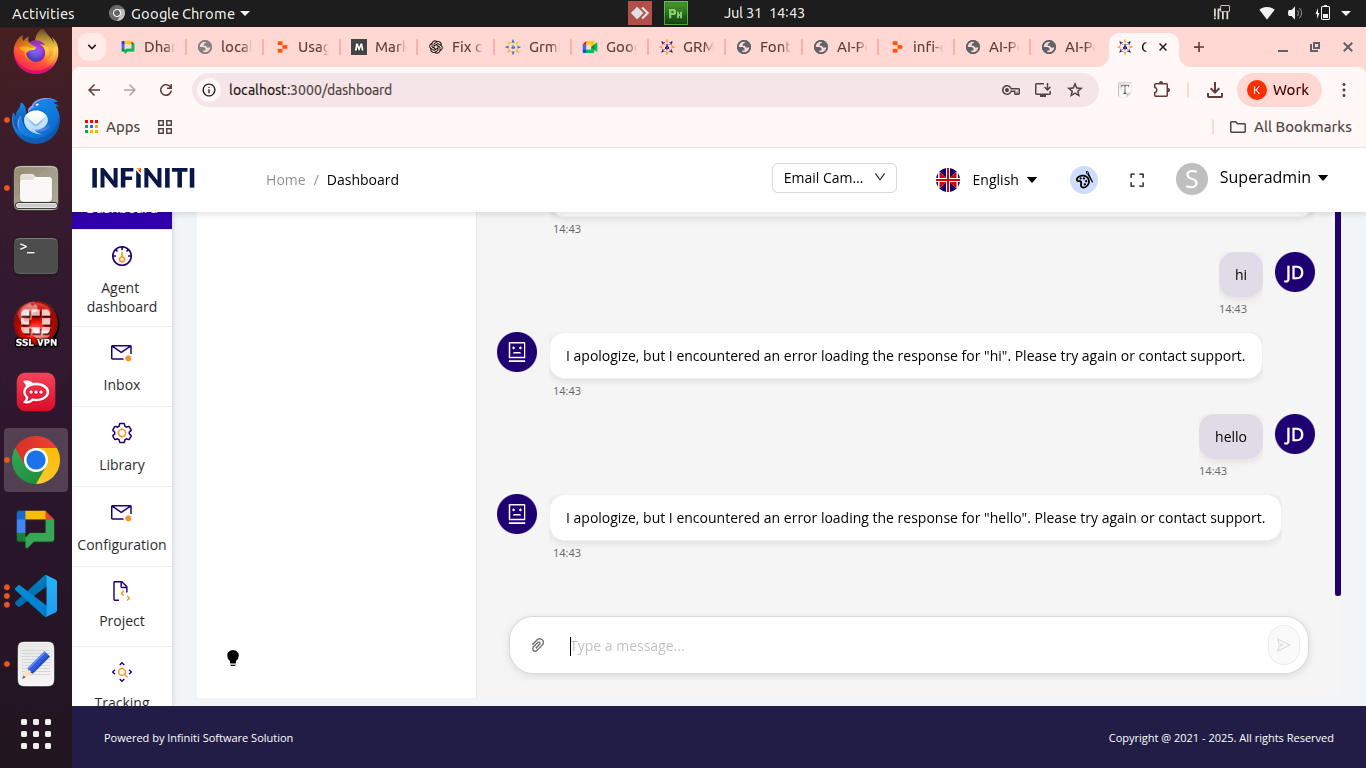 Activities
Google Chrome
Ph
Jul 31 14:43
Dhar
local
Usag
M
Mark
Fix c
Grm
Goo
GRM
Font
AI-P
infi-c
AI-P
AI-P
localhost:3000/dashboard
K Work
Apps
All Bookmarks
INFINITI
Home / Dashboard
Email Cam...
English
S
Superadmin
Agent
dashboard
Inbox
Library
Configuration
Project
Tracking
SSL VPN
>_
14:43
hi
JD
14:43
I apologize, but I encountered an error loading the response for "hi". Please try again or contact support.
14:43
hello
JD
14:43
I apologize, but I encountered an error loading the response for "hello". Please try again or contact support.
14:43
Type a message...
Powered by Infiniti Software Solution
Copyright @ 2021 - 2025. All rights Reserved